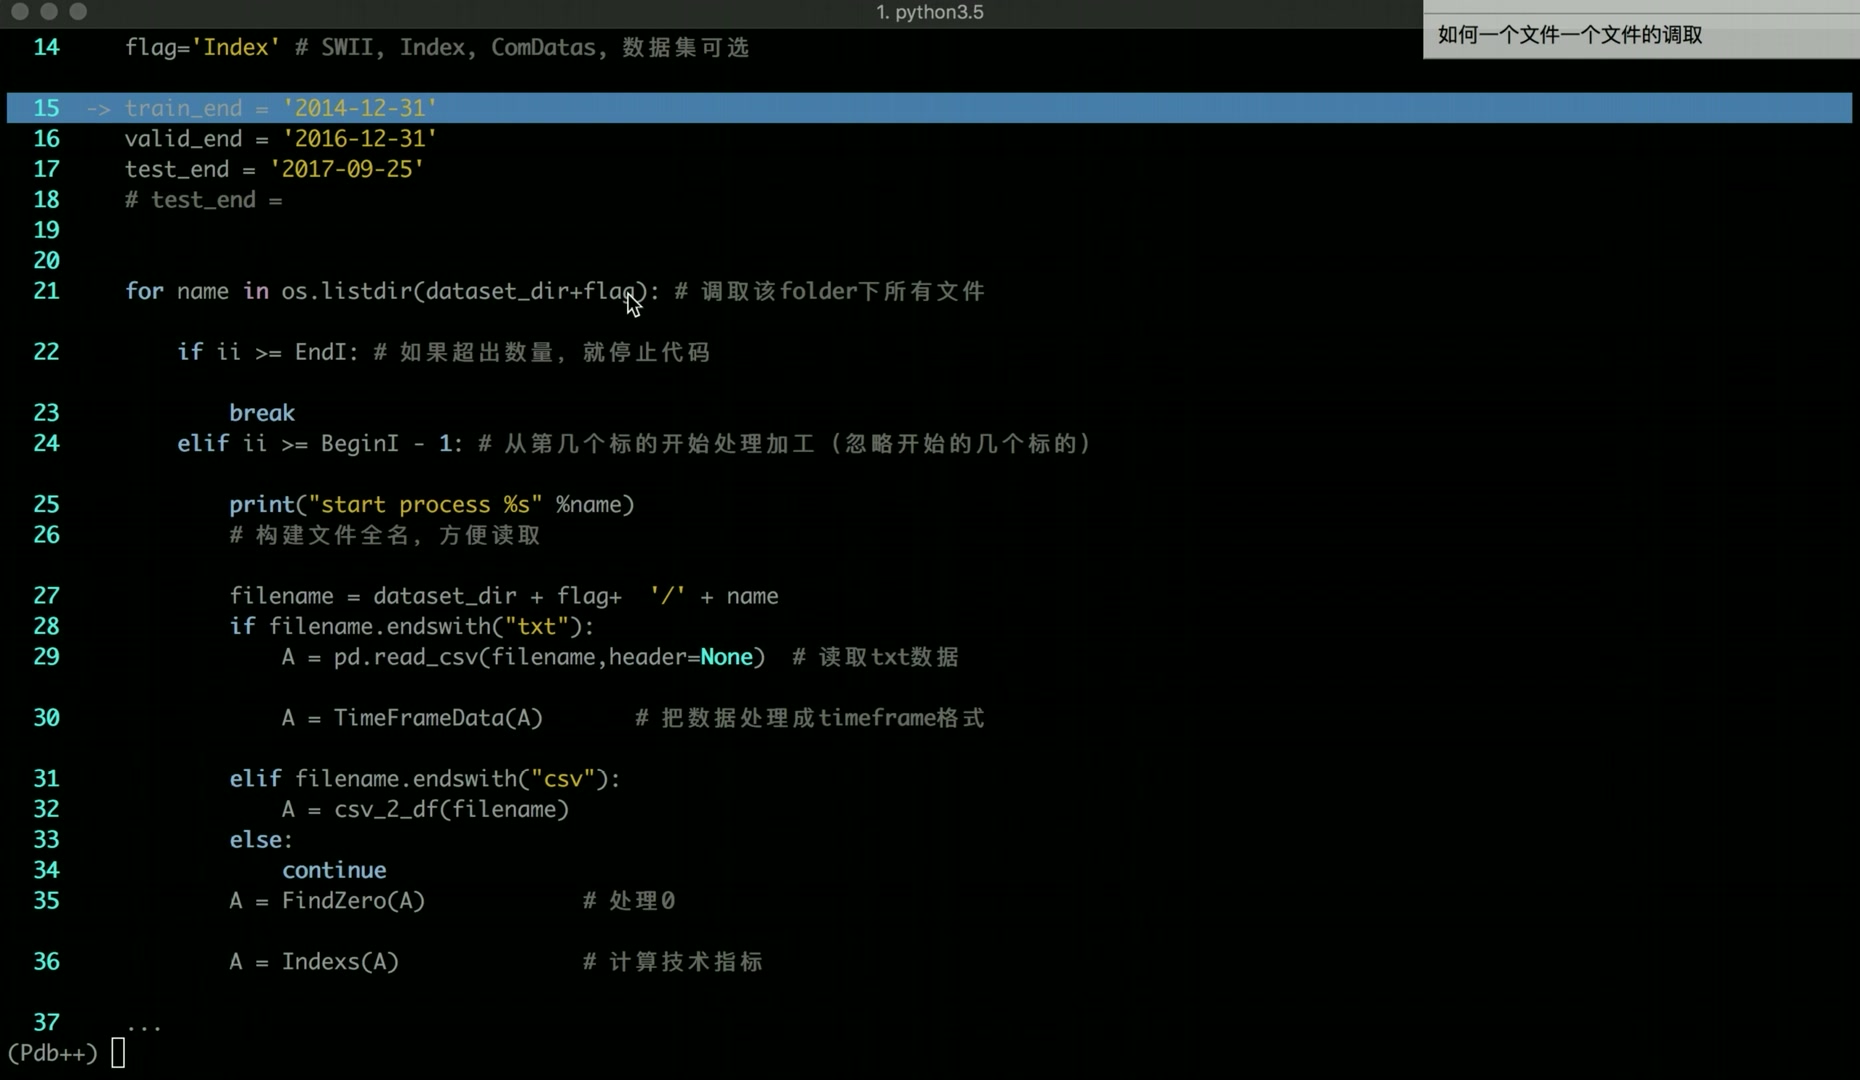 1. python3.5
如何一个文件一个文件的调取
14 flag='Index' # SWII, Index, ComDatas, 数据集可选
15 -> train_end = '2014-12-31'
16 valid_end = '2016-12-31'
17 test_end = '2017-09-25'
18 # test_end =
19
20
21 for name in os.listdir(dataset_dir+flag): # 调取该folder下所有文件
22 if ii >= EndI: # 如果超出数量, 就停止代码
23 break
24 elif ii >= BeginI - 1: # 从第几个标的开始处理加工 (忽略开始的几个标的)
25 print("start process %s" %name)
26 # 构建文件全名, 方便读取
27 filename = dataset_dir + flag+  '/' + name
28 if filename.endswith("txt"):
29 A = pd.read_csv(filename,header=None)  # 读取txt数据
30 A = TimeFrameData(A)       # 把数据处理成timeframe格式
31 elif filename.endswith("csv"):
32 A = csv_2_df(filename)
33 else:
34 continue
35 A = FindZero(A)            # 处理0
36 A = Indexs(A)              # 计算技术指标
37 ...
(Pdb++)